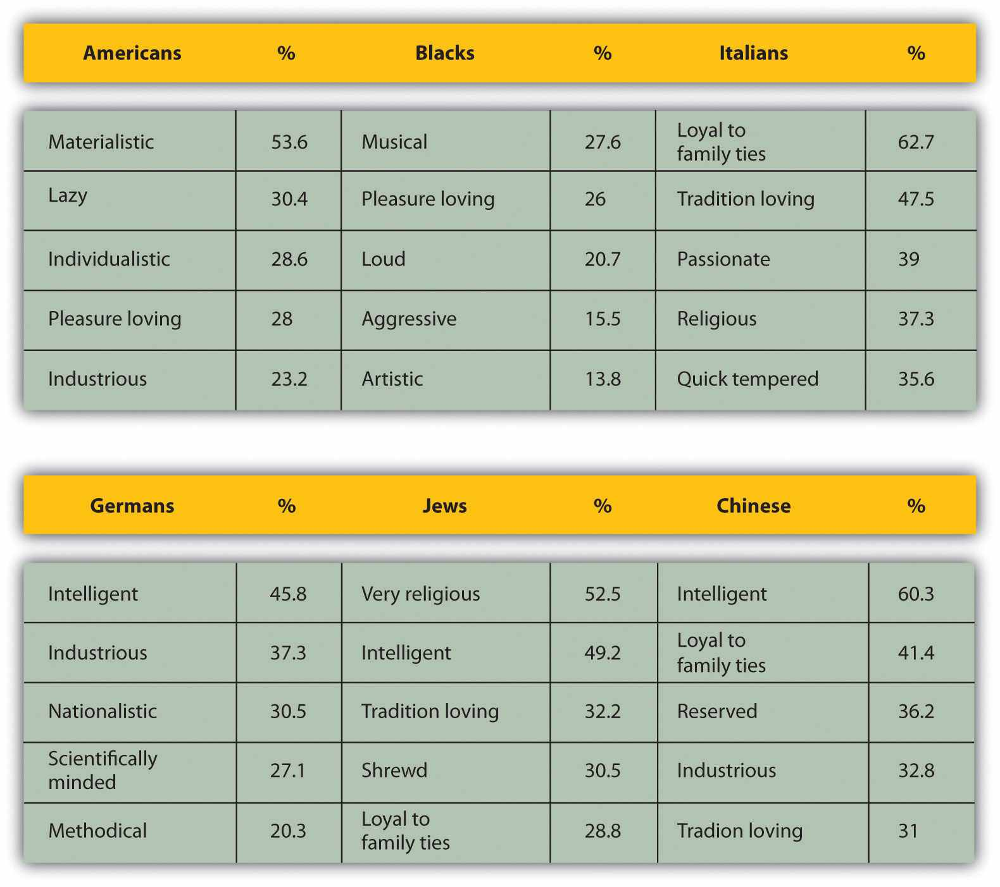 Americans % Blacks % Italians %
Materialistic 53.6 Musical 27.6 Loyal to
family ties 62.7
Lazy 30.4 Pleasure loving 26 Tradition loving 47.5
Individualistic 28.6 Loud 20.7 Passionate 39
Pleasure loving 28 Aggressive 15.5 Religious 37.3
Industrious 23.2 Artistic 13.8 Quick tempered 35.6
Germans % Jews % Chinese %
Intelligent 45.8 Very religious 52.5 Intelligent 60.3
Industrious 37.3 Intelligent 49.2 Loyal to
family ties 41.4
Nationalistic 30.5 Tradition loving 32.2 Reserved 36.2
Scientifically
minded 27.1 Shrewd 30.5 Industrious 32.8
Methodical 20.3 Loyal to
family ties 28.8 Tradion loving 31